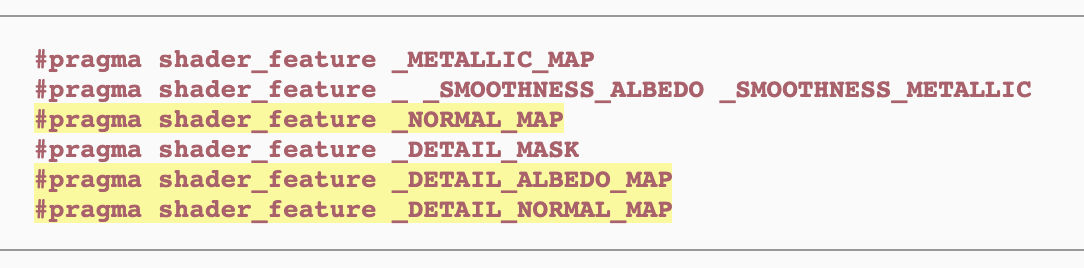 #pragma shader_feature _METALLIC_MAP
#pragma shader_feature _ _SMOOTHNESS_ALBEDO _SMOOTHNESS_METALLIC
#pragma shader_feature _NORMAL_MAP
#pragma shader_feature _DETAIL_MASK
#pragma shader_feature _DETAIL_ALBEDO_MAP
#pragma shader_feature _DETAIL_NORMAL_MAP